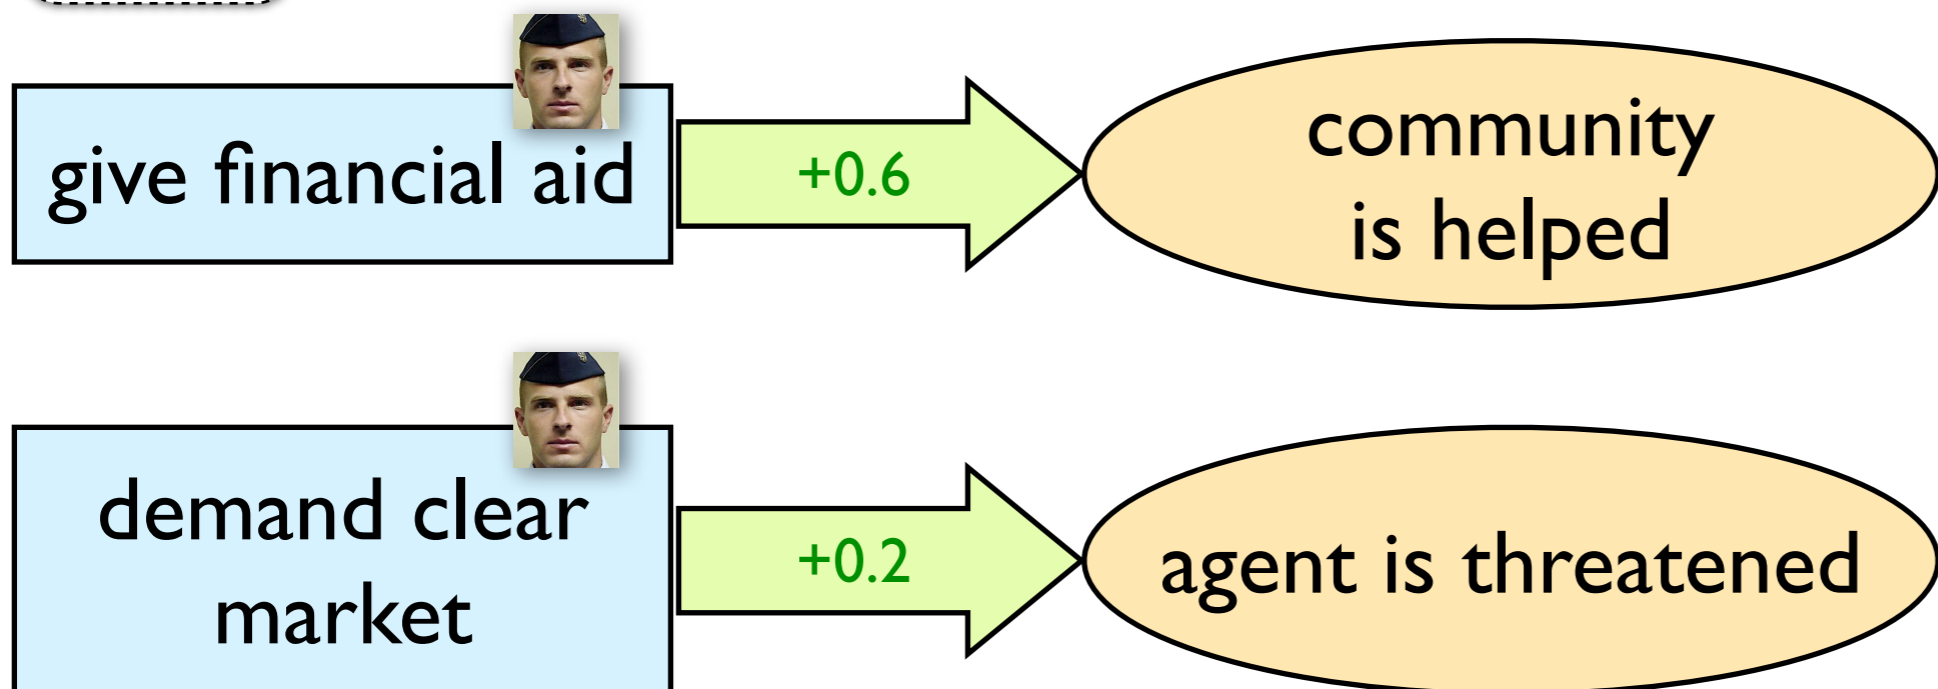 give financial aid
+0.6
community
is helped
demand clear
market
+0.2
agent is threatened